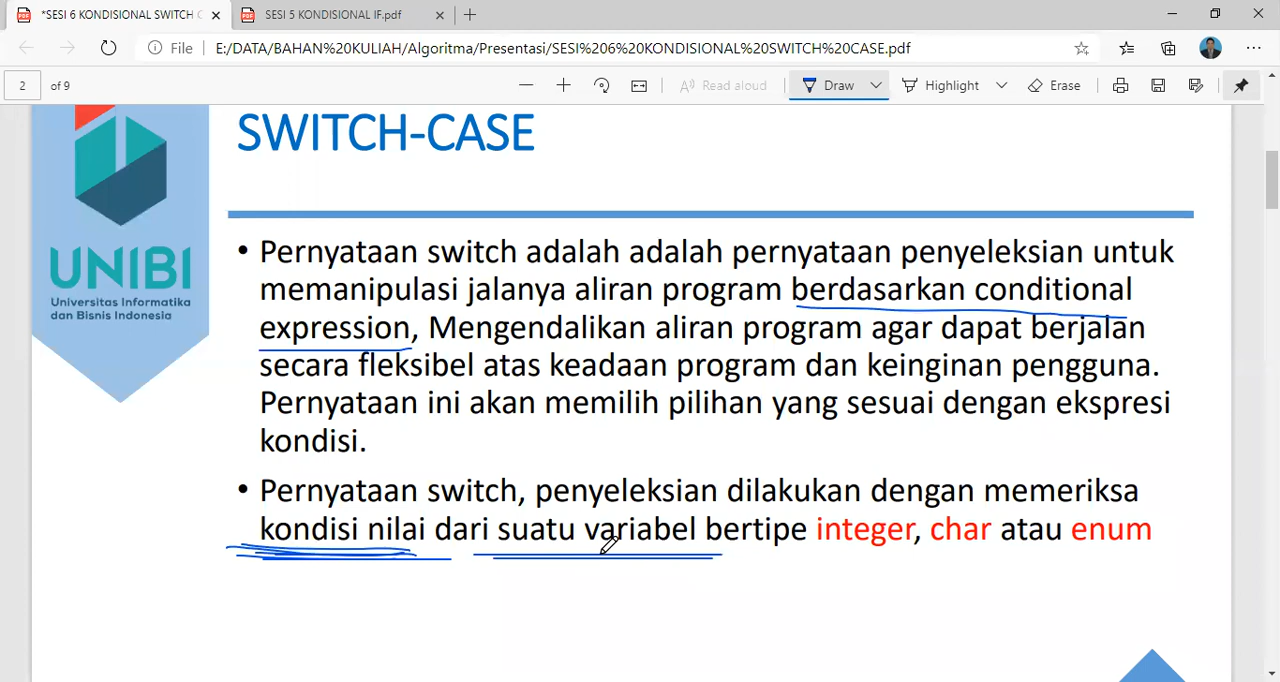 *SESI 6 KONDISIONAL SWITCH C
SESI 5 KONDISIONAL IF.pdf
File
E:/DATA/BAHAN%20KULIAH/Algoritma/Presentasi/SESI%206%20KONDISIONAL%20SWITCH%20CASE.pdf
2 of 9
Read aloud
Draw
Highlight
Erase
SWITCH-CASE
UNIBI
Universitas Informatika
dan Bisnis Indonesia
• Pernyataan switch adalah adalah pernyataan penyeleksian untuk
memanipulasi jalanya aliran program berdasarkan conditional
expression, Mengendalikan aliran program agar dapat berjalan
secara fleksibel atas keadaan program dan keinginan pengguna.
Pernyataan ini akan memilih pilihan yang sesuai dengan ekspresi
kondisi.
• Pernyataan switch, penyeleksian dilakukan dengan memeriksa
kondisi nilai dari suatu variabel bertipe integer, char atau enum